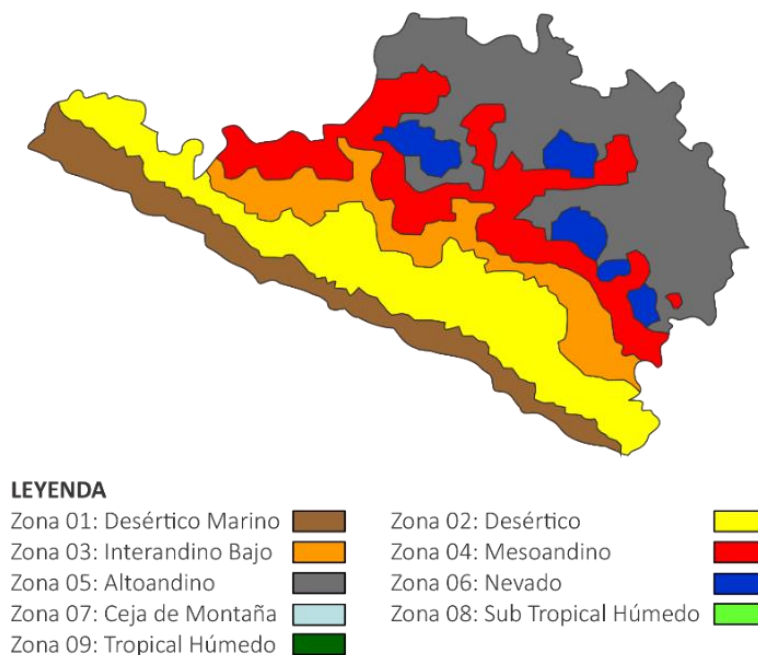 LEYENDA
Zona 01: Desértico Marino
Zona 02: Desértico
Zona 03: Interandino Bajo
Zona 04: Mesoandino
Zona 05: Altoandino
Zona 06: Nevado
Zona 07: Ceja de Montaña
Zona 08: Sub Tropical Húmedo
Zona 09: Tropical Húmedo